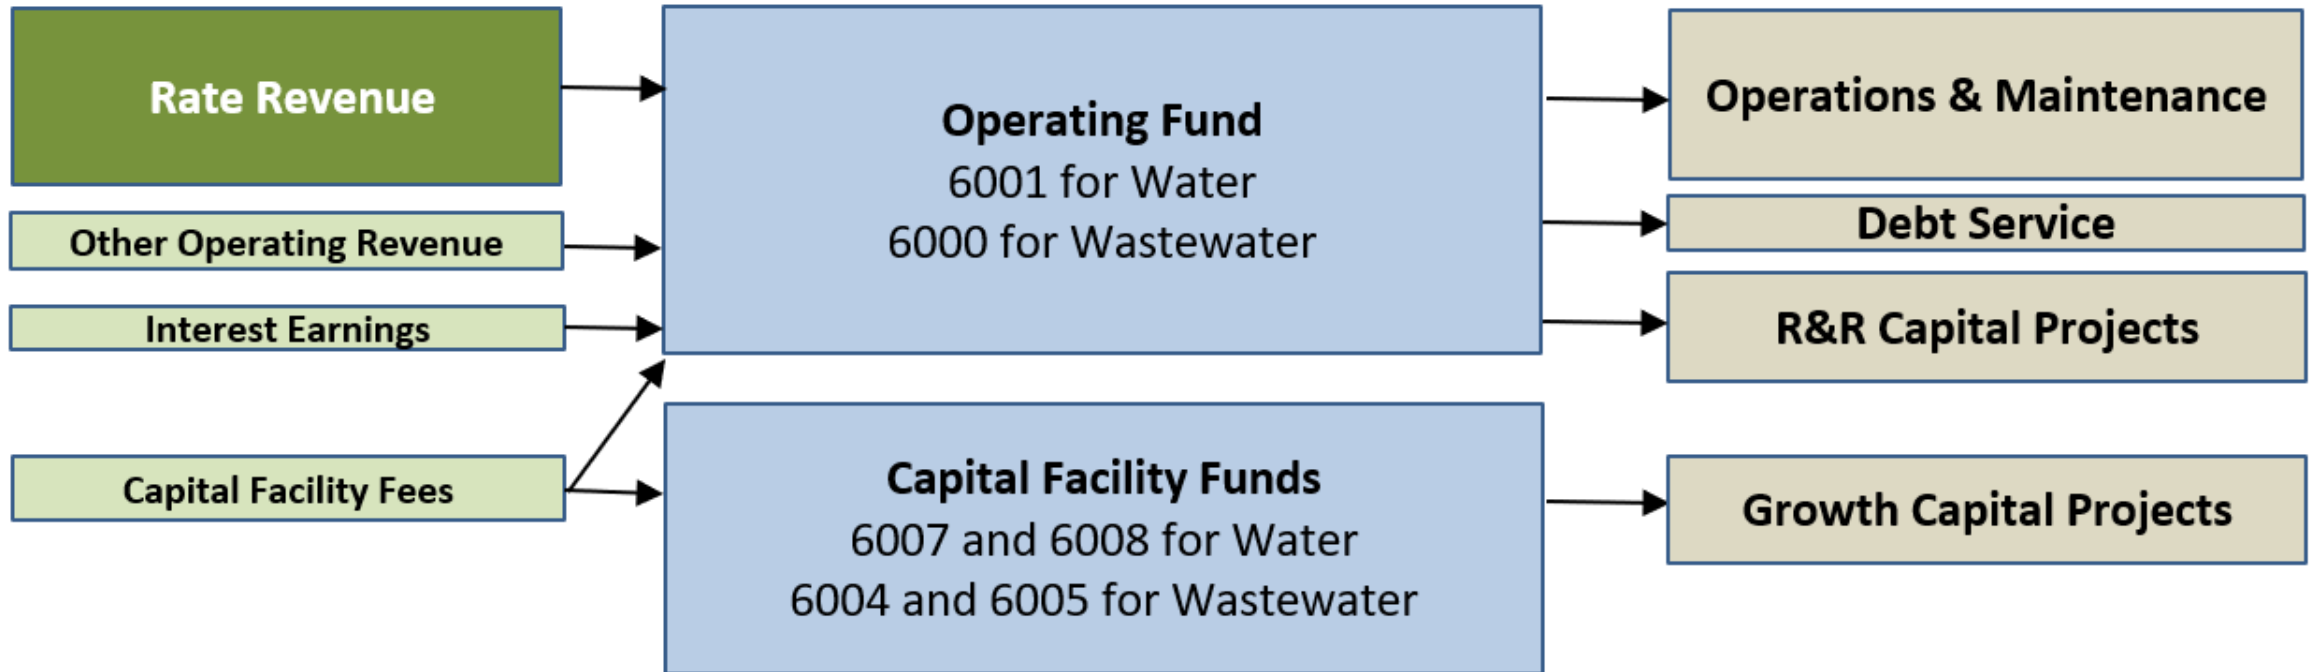 Rate Revenue
Other Operating Revenue
Interest Earnings
Capital Facility Fees
Operating Fund
6001 for Water
6000 for Wastewater
Capital Facility Funds
6007 and 6008 for Water
6004 and 6005 for Wastewater
Operations & Maintenance
Debt Service
R&R Capital Projects
Growth Capital Projects